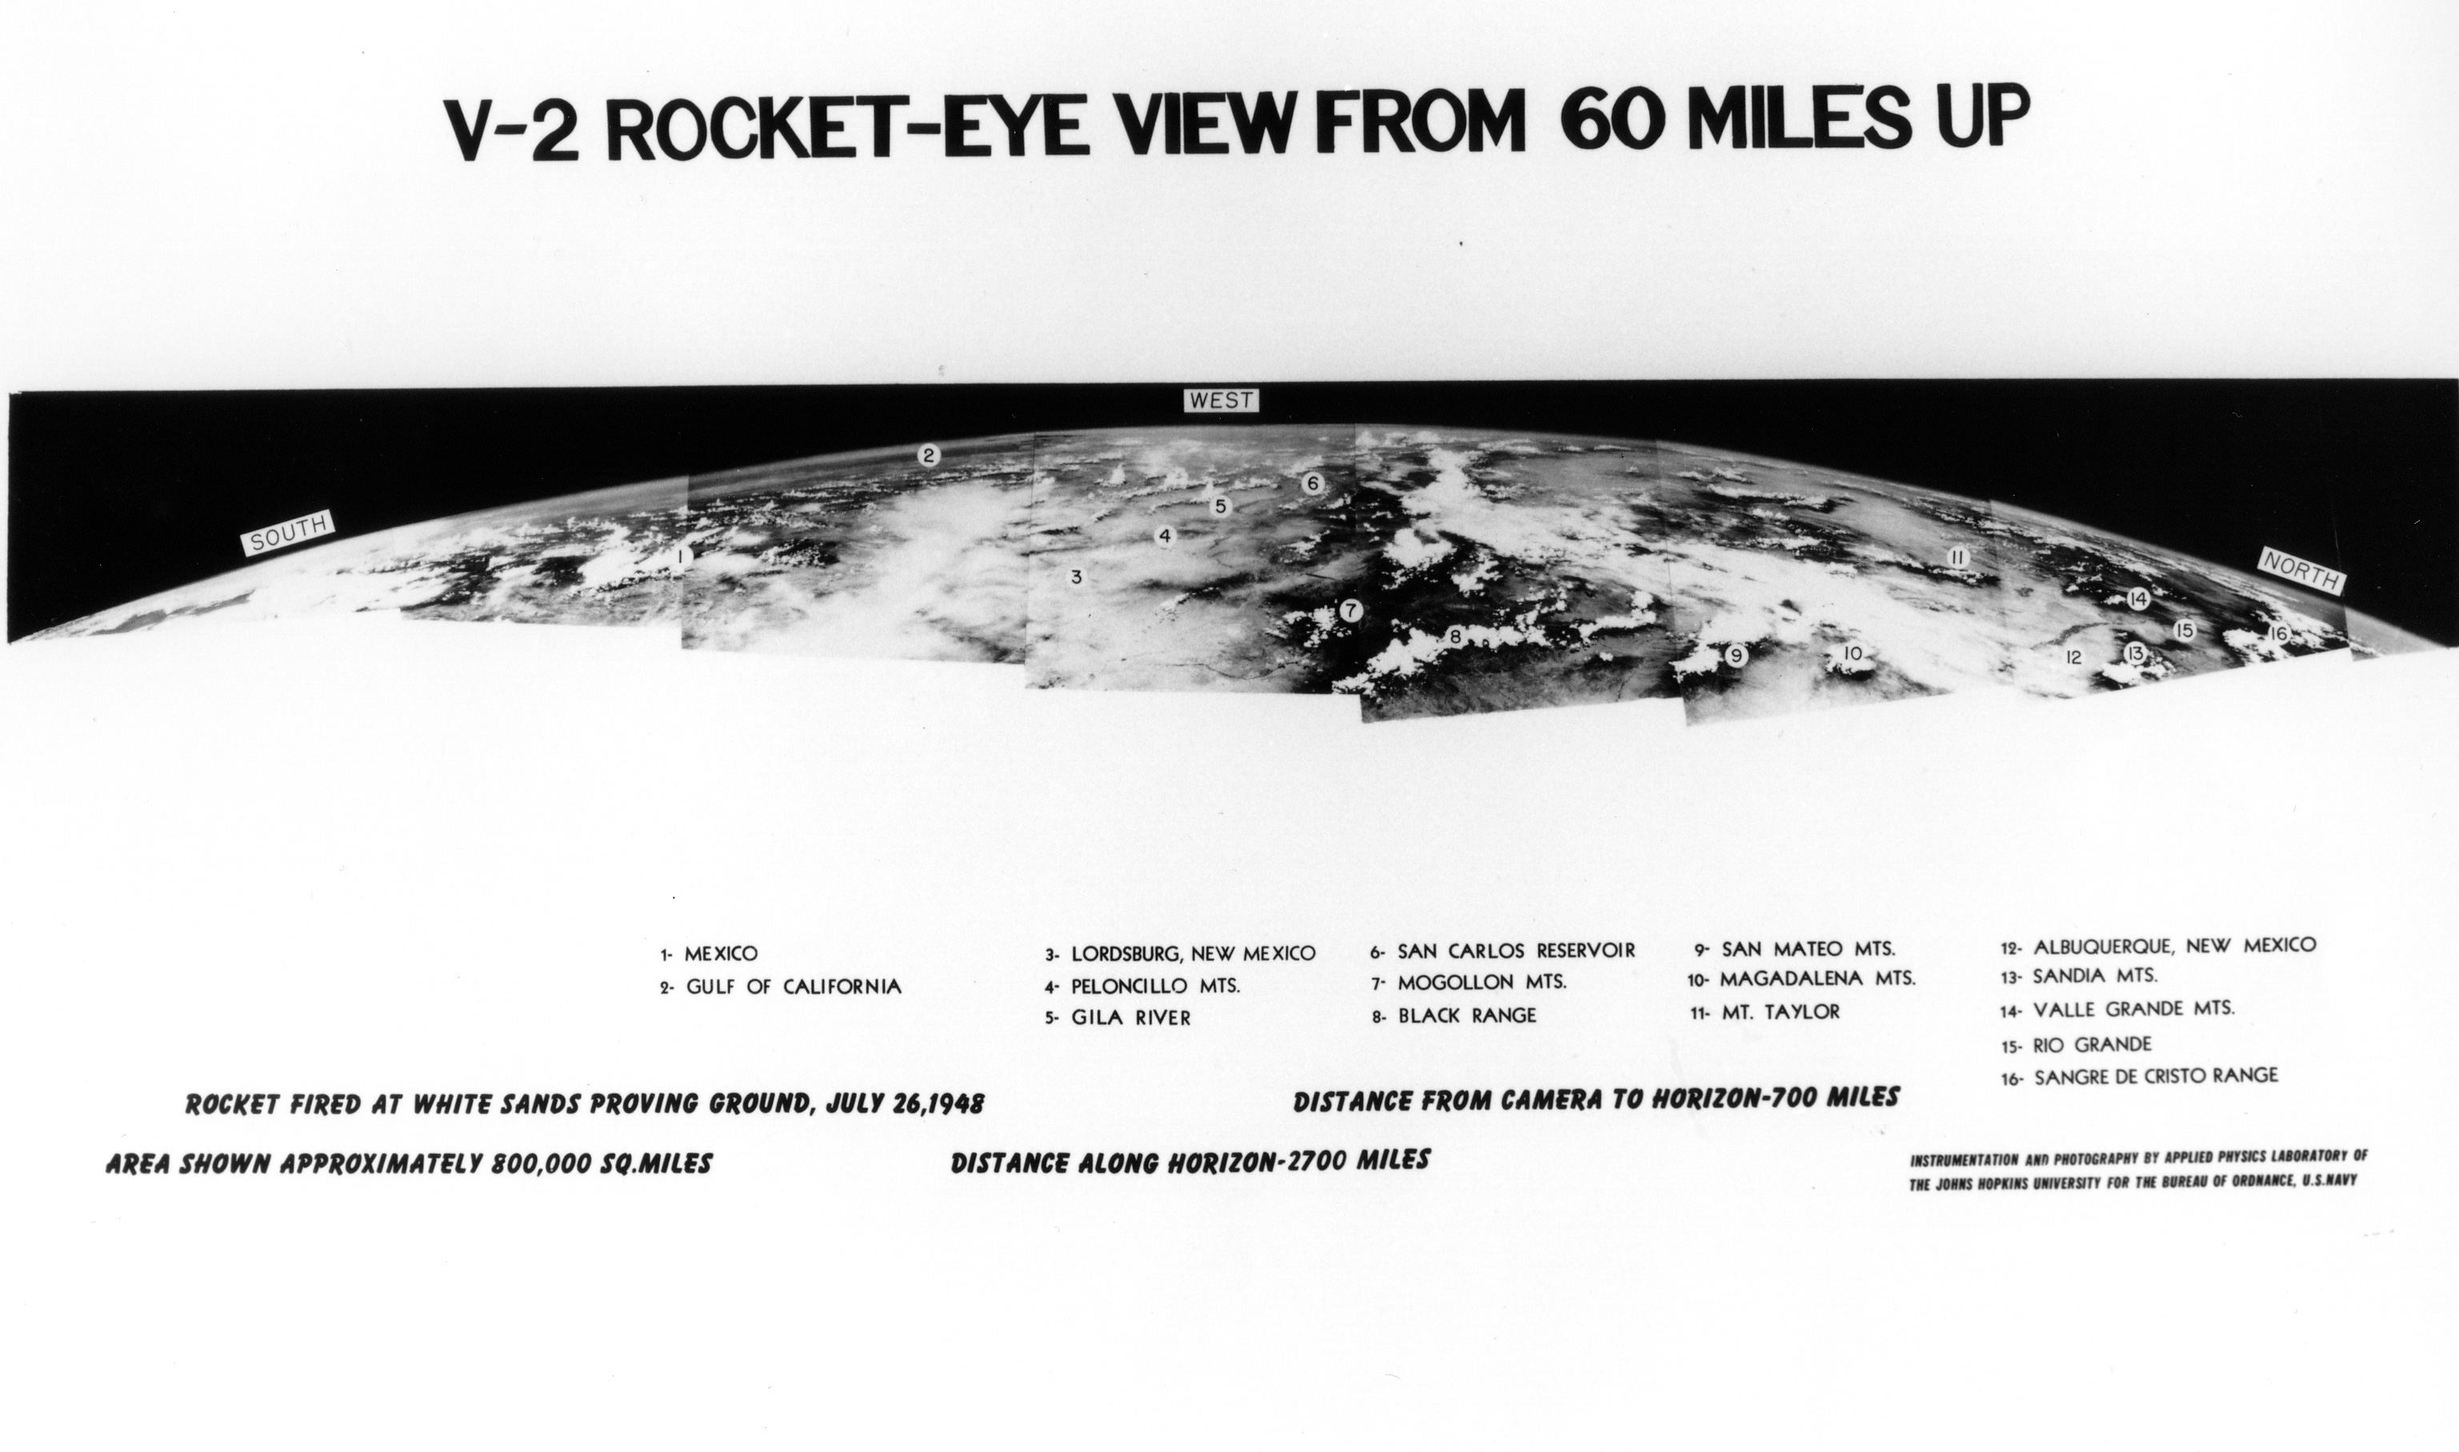 V-2 ROCKET-EYE VIEW FROM 60 MILES UP
WEST
SOUTH
NORTH
2
6
5
4
3
1
7
8
9
10
11
12
13
14
15
16
1- MEXICO
2- GULF OF CALIFORNIA
3- LORDSBURG, NEW MEXICO
4- PELONCILLO MTS.
5- GILA RIVER
6- SAN CARLOS RESERVOIR
7- MOGOLLON MTS.
8- BLACK RANGE
9- SAN MATEO MTS.
10- MAGADALENA MTS.
11- MT. TAYLOR
12- ALBUQUERQUE, NEW MEXICO
13- SANDIA MTS.
14- VALLE GRANDE MTS.
15- RIO GRANDE
16- SANGRE DE CRISTO RANGE
ROCKET FIRED AT WHITE SANDS PROVING GROUND, JULY 26,1948
DISTANCE FROM CAMERA TO HORIZON-700 MILES
AREA SHOWN APPROXIMATELY 800,000 SQ.MILES
DISTANCE ALONG HORIZON-2700 MILES
INSTRUMENTATION AND PHOTOGRAPHY BY APPLIED PHYSICS LABORATORY OF
THE JOHNS HOPKINS UNIVERSITY FOR THE BUREAU OF ORDNANCE, U.S.NAVY